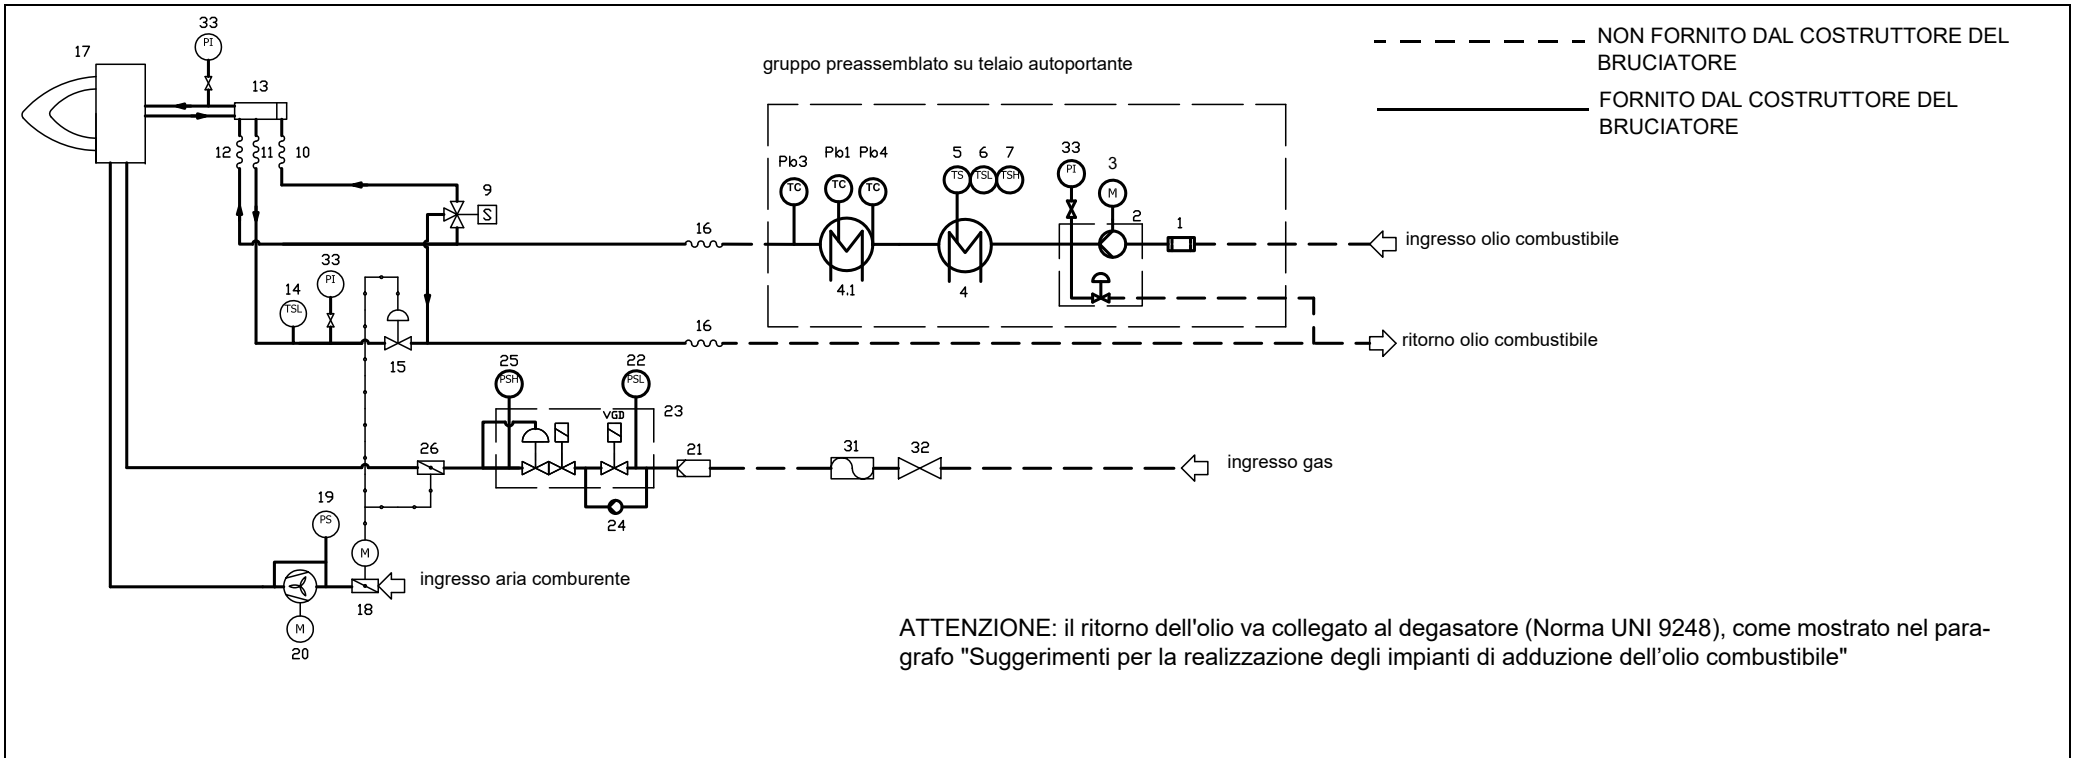 33
PI
17
13
12
11
10
9
S
16
33
PI
14
TSL
15
16
gruppo preassemblato su telaio autoportante
Pb3
TC
Pb1
TC
Pb4
TC
4.1
5
TS
6
TSL
7
TSH
4
33
PI
3
M
2
1
NON FORNITO DAL COSTRUTTORE DEL
BRUCIATORE
FORNITO DAL COSTRUTTORE DEL
BRUCIATORE
ingresso olio combustibile
ritorno olio combustibile
25
PSH
22
PSL
VGD
23
26
21
24
31
32
ingresso gas
19
PS
M
18
ingresso aria comburente
M
20
ATTENZIONE: il ritorno dell'olio va collegato al degasatore (Norma UNI 9248), come mostrato nel para-
grafo "Suggerimenti per la realizzazione degli impianti di adduzione dell’olio combustibile"